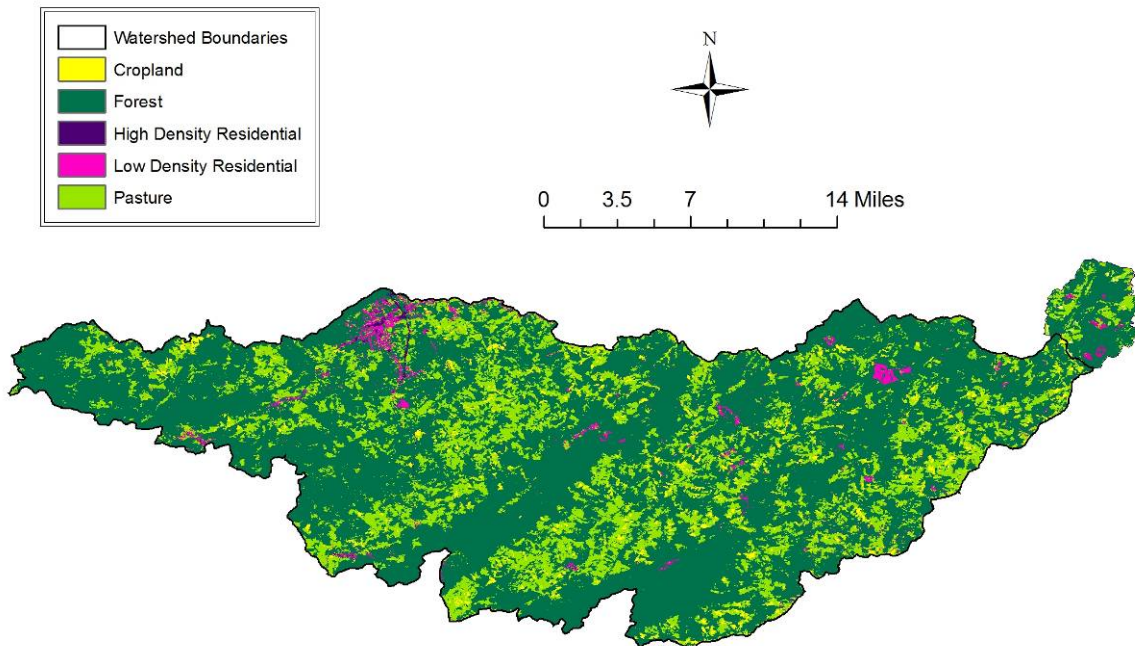 Watershed Boundaries
Cropland
Forest
High Density Residential
Low Density Residential
Pasture
N
0 3.5 7 14 Miles